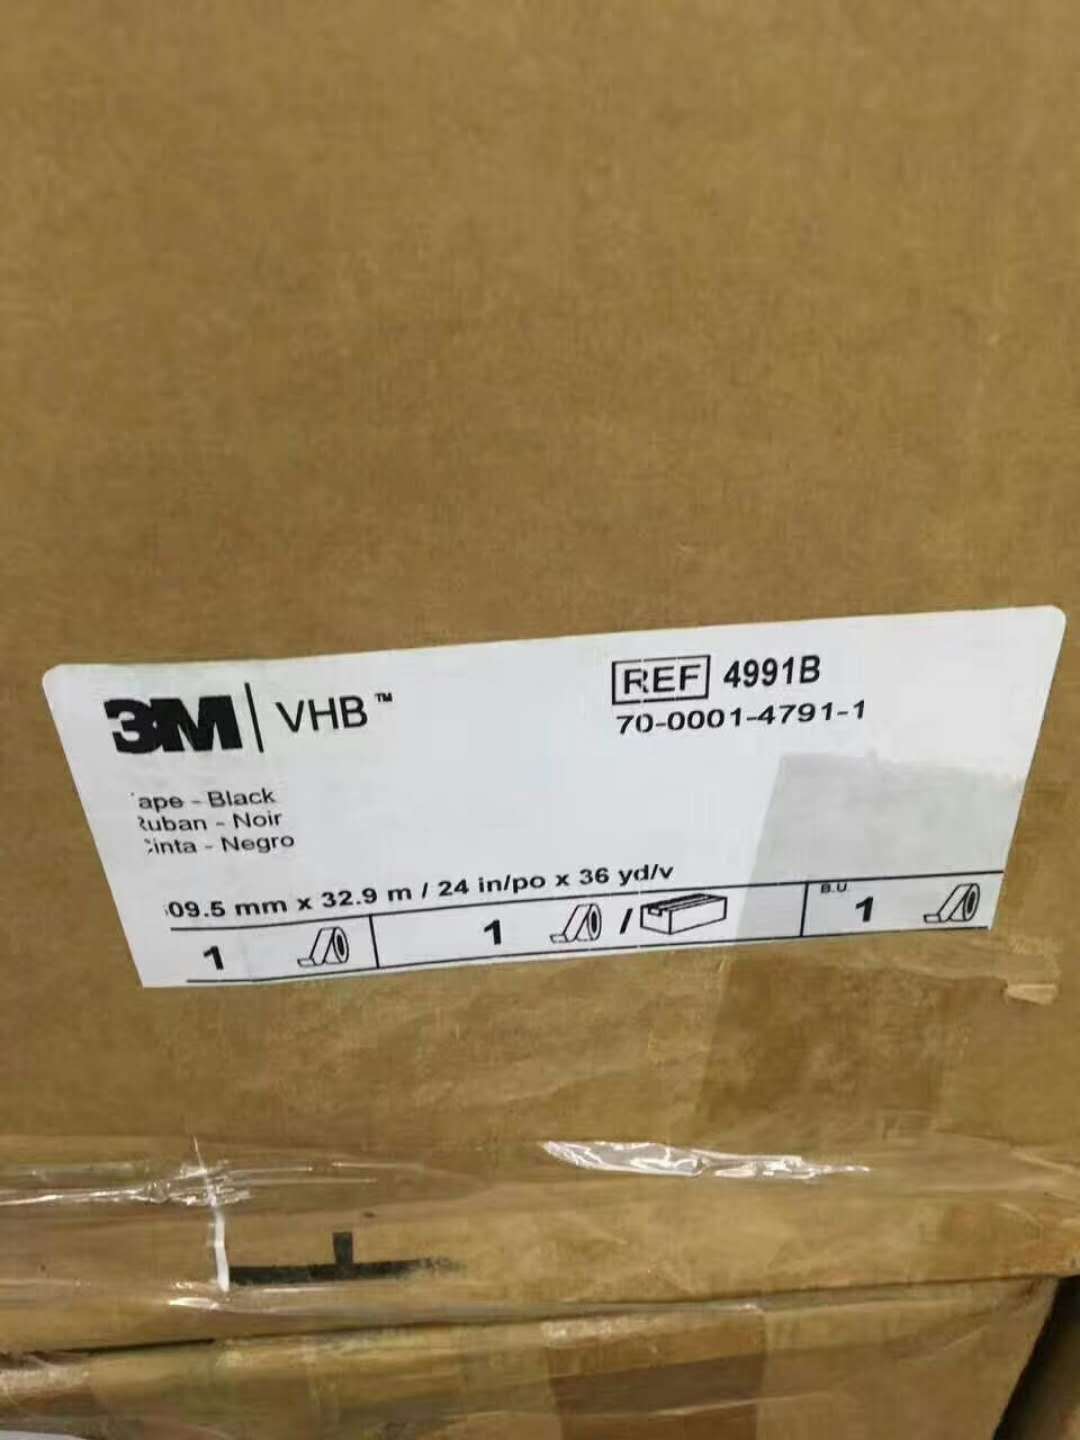 3M | VHB™
REF 4991B
70-0001-4791-1
ape - Black
uban - Noir
inta - Negro
09.5 mm x 32.9 m / 24 in/po x 36 yd/v
1 1 / B.U. 1